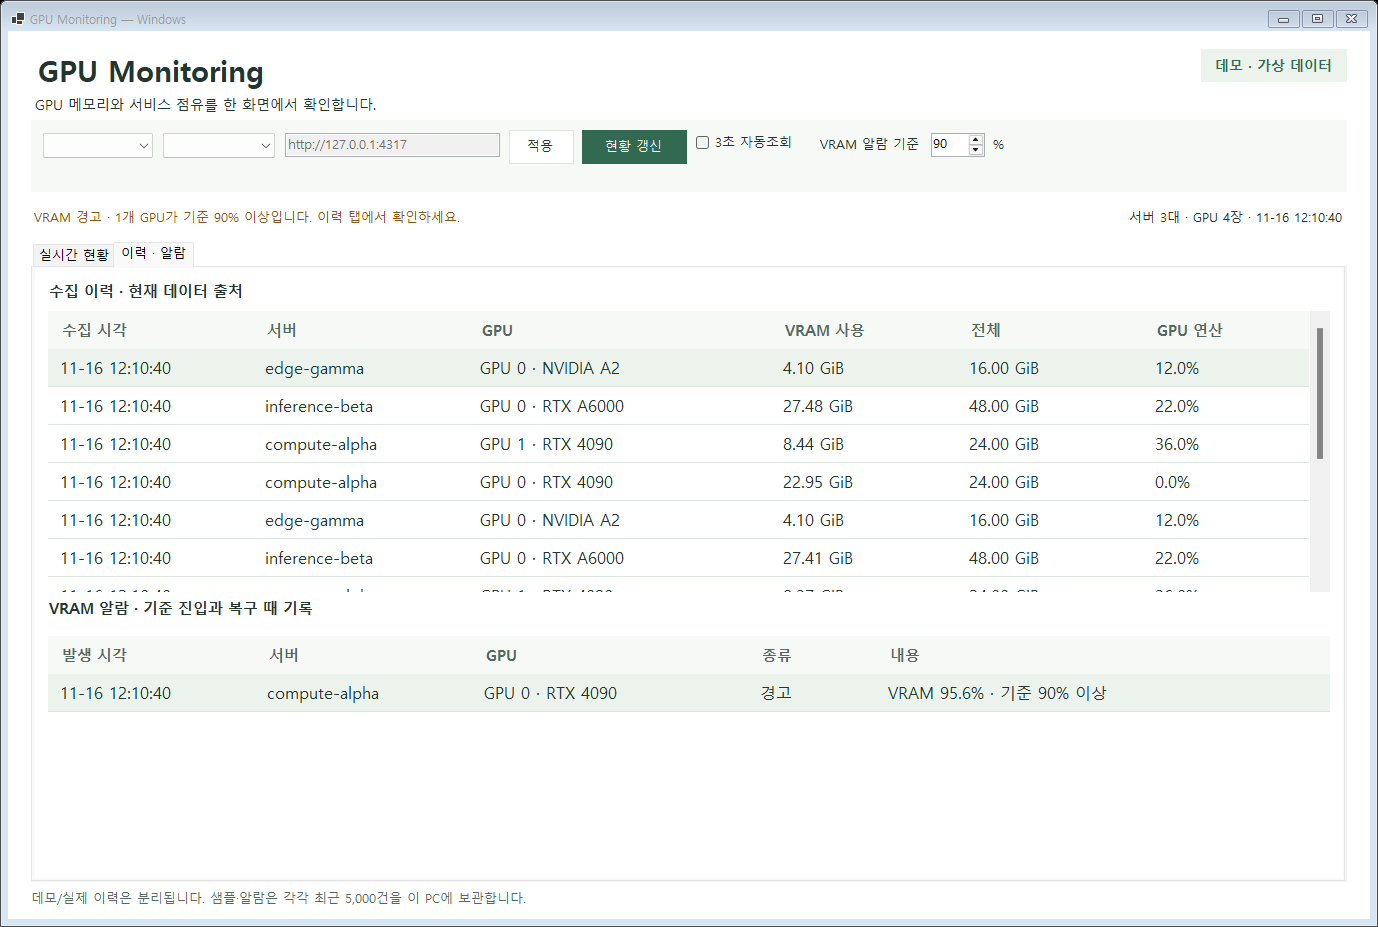 GPU Monitoring — Windows
GPU Monitoring
데모 · 가상 데이터
GPU 메모리와 서비스 점유를 한 화면에서 확인합니다.
http://127.0.0.1:4317 적용 현황 갱신 3초 자동조회 VRAM 알람 기준 90 %
VRAM 경고 · 1개 GPU가 기준 90% 이상입니다. 이력 탭에서 확인하세요. 서버 3대 · GPU 4장 · 11-16 12:10:40
실시간 현황 이력 · 알람
수집 이력 · 현재 데이터 출처
수집 시각 서버 GPU VRAM 사용 전체 GPU 연산
11-16 12:10:40 edge-gamma GPU 0 · NVIDIA A2 4.10 GiB 16.00 GiB 12.0%
11-16 12:10:40 inference-beta GPU 0 · RTX A6000 27.48 GiB 48.00 GiB 22.0%
11-16 12:10:40 compute-alpha GPU 1 · RTX 4090 8.44 GiB 24.00 GiB 36.0%
11-16 12:10:40 compute-alpha GPU 0 · RTX 4090 22.95 GiB 24.00 GiB 0.0%
11-16 12:10:40 edge-gamma GPU 0 · NVIDIA A2 4.10 GiB 16.00 GiB 12.0%
11-16 12:10:40 inference-beta GPU 0 · RTX A6000 27.41 GiB 48.00 GiB 22.0%
VRAM 알람 · 기준 진입과 복구 때 기록
발생 시각 서버 GPU 종류 내용
11-16 12:10:40 compute-alpha GPU 0 · RTX 4090 경고 VRAM 95.6% · 기준 90% 이상
데모/실제 이력은 분리됩니다. 샘플·알람은 각각 최근 5,000건을 이 PC에 보관합니다.